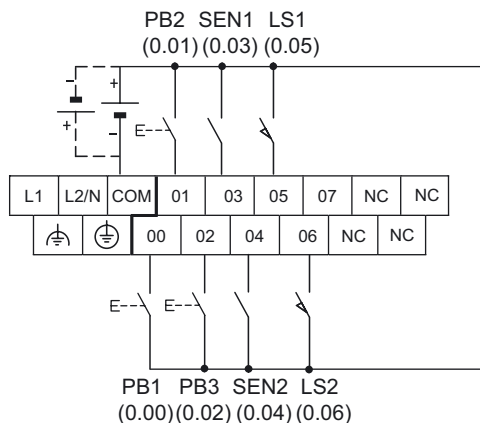 PB2 SEN1 LS1
(0.01) (0.03) (0.05)
- +
+ -
E
L1 L2/N COM 01 03 05 07 NC NC
00 02 04 06 NC NC
E E
PB1 PB3 SEN2 LS2
(0.00) (0.02) (0.04) (0.06)